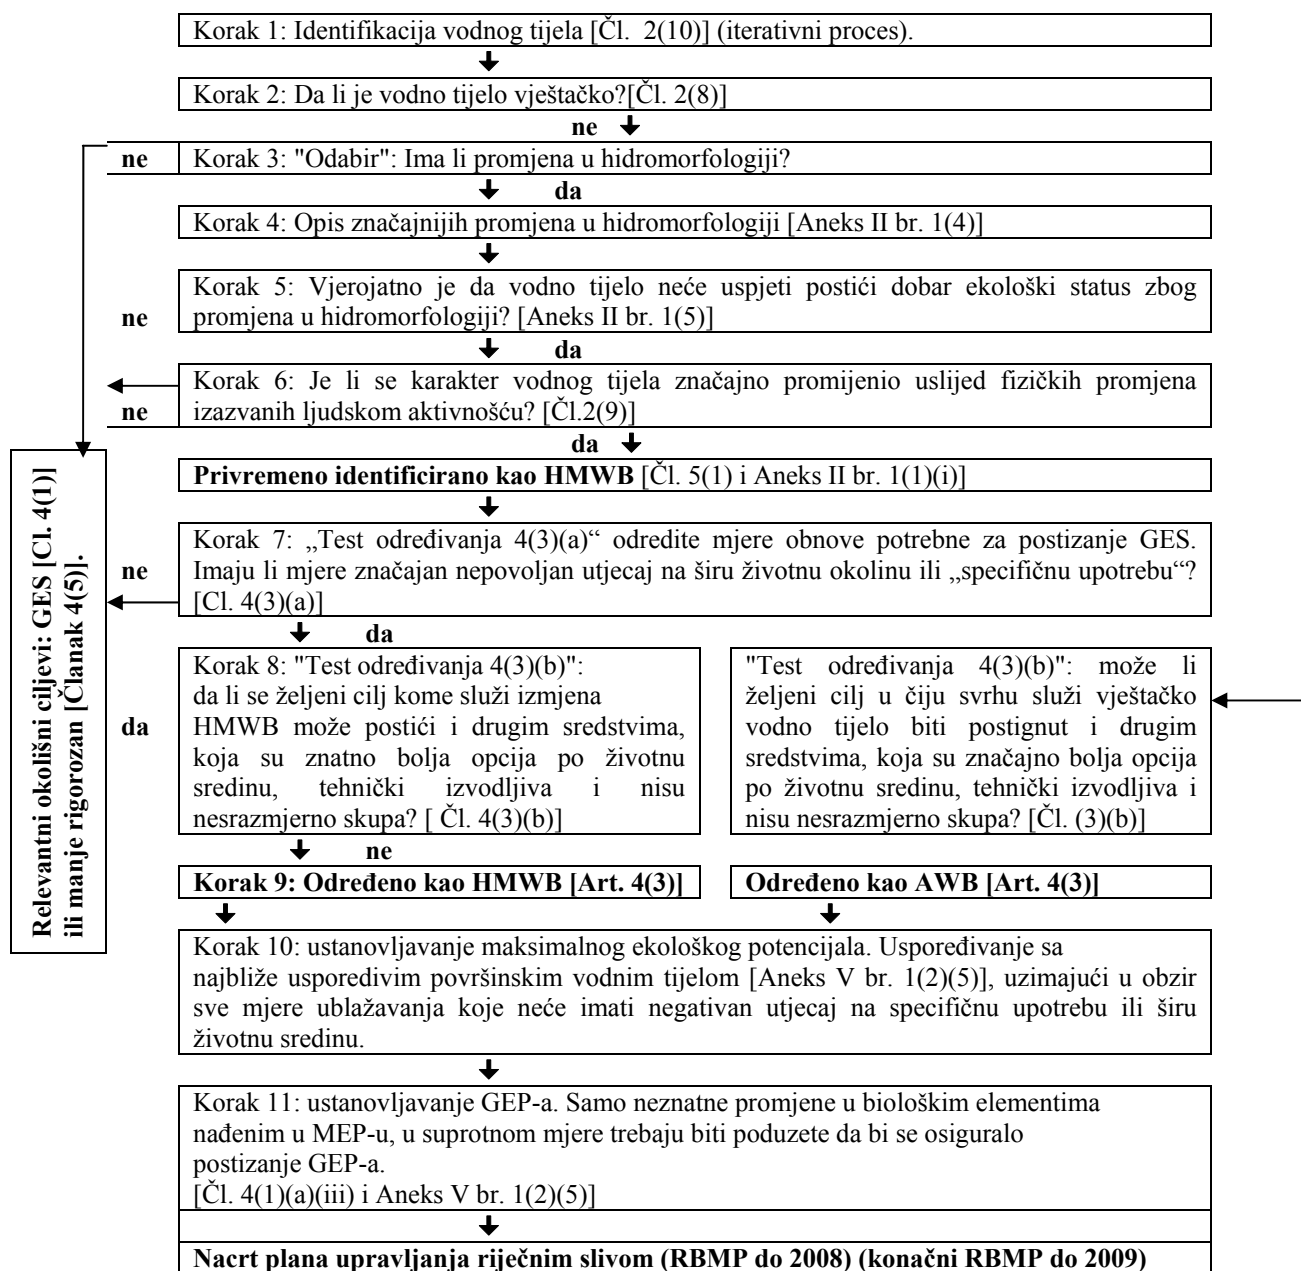 Korak 1: Identifikacija vodnog tijela [Čl.  2(10)] (iterativni proces).
Korak 2: Da li je vodno tijelo vještačko?[Čl. 2(8)]
ne
ne
Korak 3: "Odabir": Ima li promjena u hidromorfologiji?
da
Korak 4: Opis značajnijih promjena u hidromorfologiji [Aneks II br. 1(4)]
Korak 5: Vjerojatno je da vodno tijelo neće uspjeti postići dobar ekološki status zbog
ne
promjena u hidromorfologiji? [Aneks II br. 1(5)]
da
Korak 6: Je li se karakter vodnog tijela značajno promijenio uslijed fizičkih promjena
ne
izazvanih ljudskom aktivnošću? [Čl.2(9)]
da
Privremeno identificirano kao HMWB [Čl. 5(1) i Aneks II br. 1(1)(i)]
Korak 7: „Test određivanja 4(3)(a)“ odredite mjere obnove potrebne za postizanje GES.
ne
Imaju li mjere značajan nepovoljan utjecaj na širu životnu okolinu ili „specifičnu upotrebu“?
[Cl. 4(3)(a)]
da
Relevantni okolišni ciljevi: GES [Cl. 4(1)]
ili manje rigorozan [Članak 4(5)].
da
Korak 8: "Test određivanja 4(3)(b)":
da li se željeni cilj kome služi izmjena
HMWB može postići i drugim sredstvima,
koja su znatno bolja opcija po životnu
sredinu, tehnički izvodljiva i nisu
nesrazmjerno skupa? [ Čl. 4(3)(b)]
"Test određivanja 4(3)(b)": može li
željeni cilj u čiju svrhu služi vještačko
vodno tijelo biti postignut i drugim
sredstvima, koja su značajno bolja opcija
po životnu sredinu, tehnički izvodljiva i
nisu nesrazmjerno skupa? [Čl. (3)(b)]
ne
Korak 9: Određeno kao HMWB [Art. 4(3)]
Određeno kao AWB [Art. 4(3)]
Korak 10: ustanovljavanje maksimalnog ekološkog potencijala. Uspoređivanje sa
najbliže usporedivim površinskim vodnim tijelom [Aneks V br. 1(2)(5)], uzimajući u obzir
sve mjere ublažavanja koje neće imati negativan utjecaj na specifičnu upotrebu ili širu
životnu sredinu.
Korak 11: ustanovljavanje GEP-a. Samo neznatne promjene u biološkim elementima
nađenim u MEP-u, u suprotnom mjere trebaju biti poduzete da bi se osiguralo
postizanje GEP-a.
[Čl. 4(1)(a)(iii) i Aneks V br. 1(2)(5)]
Nacrt plana upravljanja riječnim slivom (RBMP do 2008) (konačni RBMP do 2009)